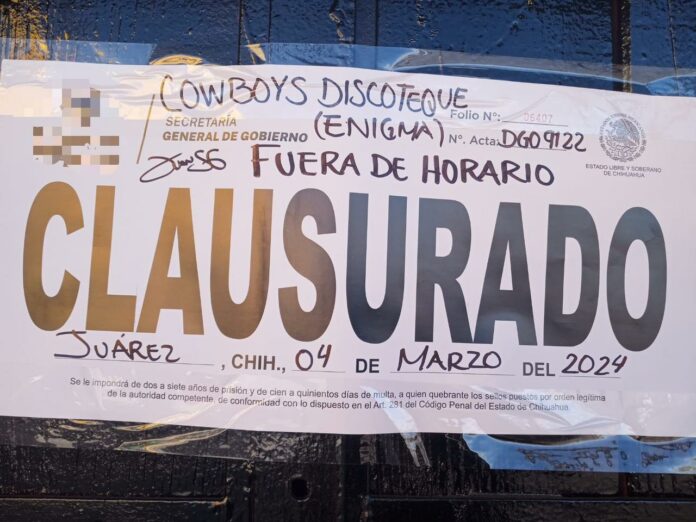 COWBOYS DISCOTEQUE
SECRETARÍA
GENERAL DE GOBIERNO
(ENIGMA)
Folio N°: 06407
N°. Acta: DG09122
ESTADO LIBRE Y SOBERANO
DE CHIHUAHUA
FUERA DE HORARIO
CLAUSURADO
JUÁREZ, CHIH., 04 DE MARZO DEL 2024
Se le impondrá de dos a siete años de prisión y de cien a quinientos días de multa, a quien quebrante los sellos puestos por orden legítima
de la autoridad competente, de conformidad con lo dispuesto en el Art. 281 del Código Penal del Estado de Chihuahua.